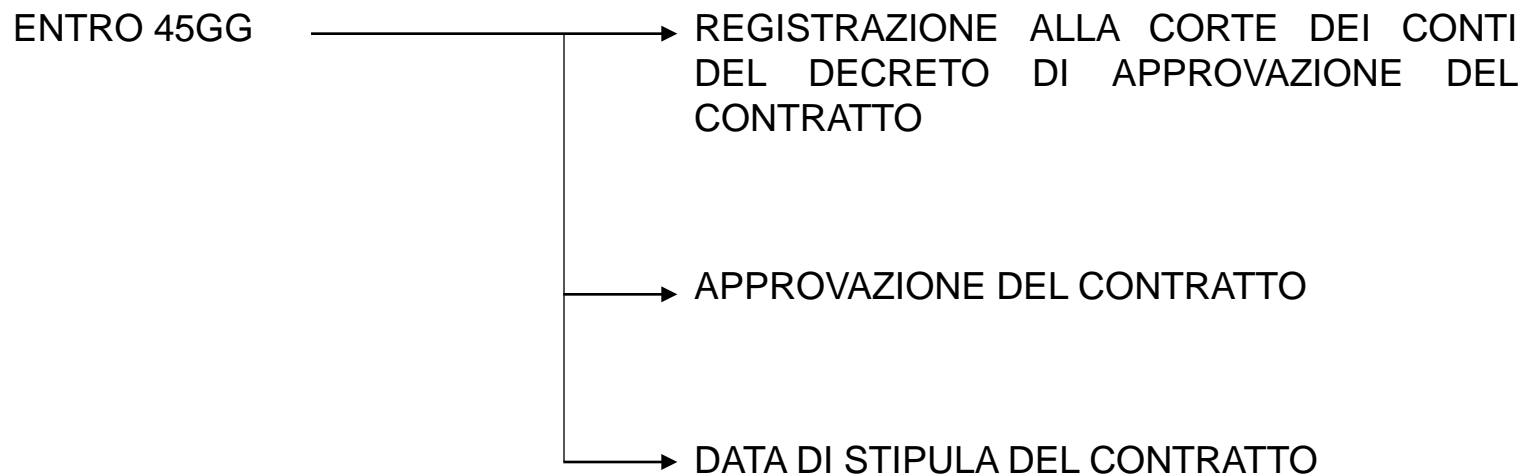 ENTRO 45GG
REGISTRAZIONE ALLA CORTE DEI CONTI
DEL DECRETO DI APPROVAZIONE DEL
CONTRATTO
APPROVAZIONE DEL CONTRATTO
DATA DI STIPULA DEL CONTRATTO